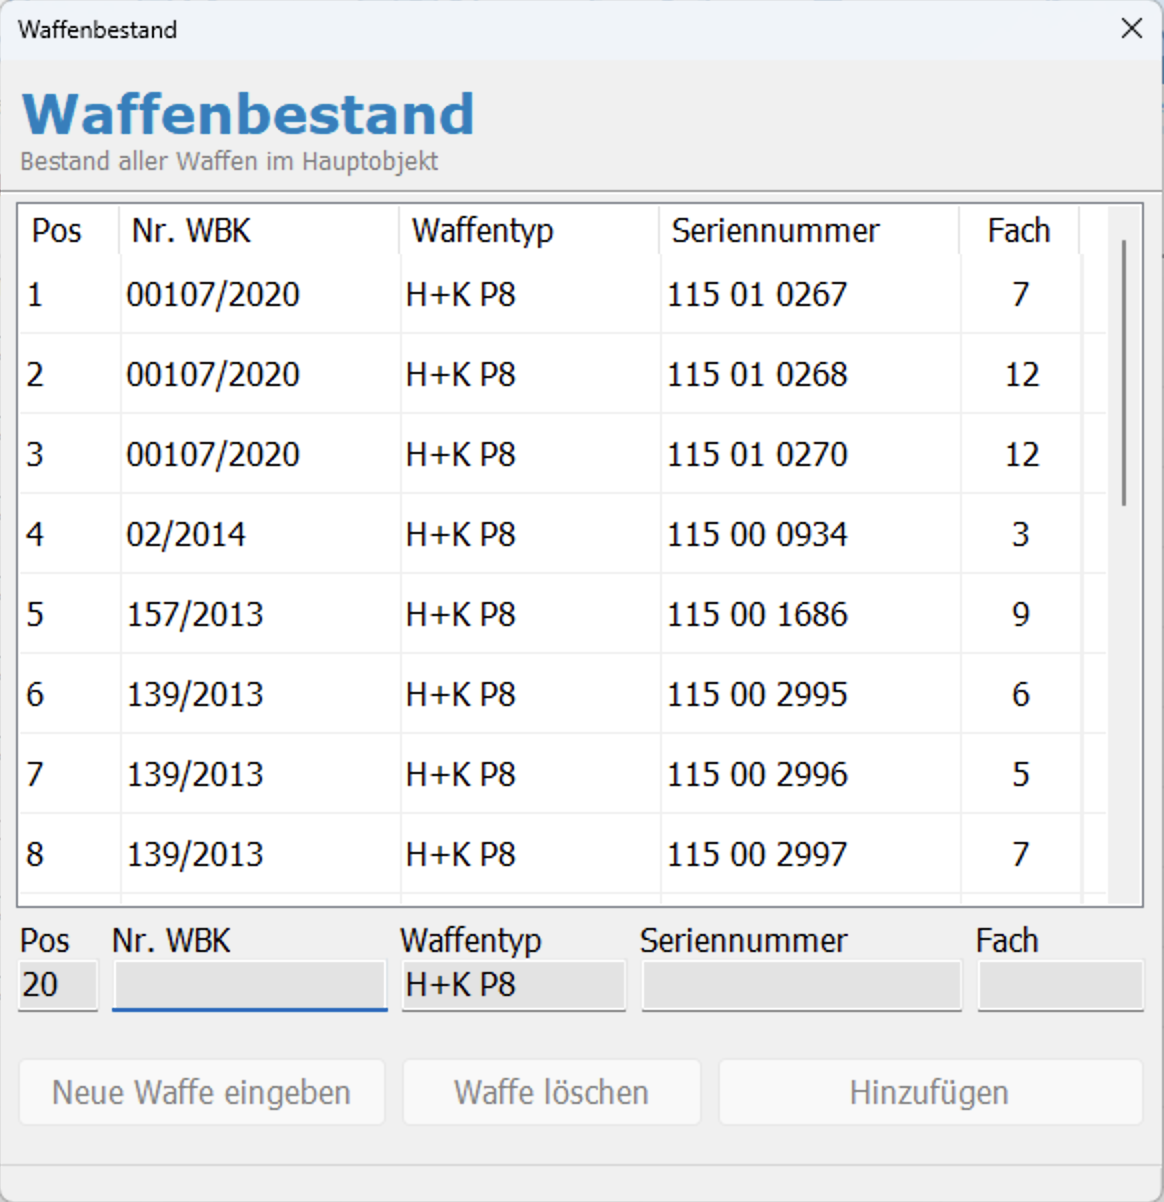 Waffenbestand
Waffenbestand
Bestand aller Waffen im Hauptobjekt
Pos Nr. WBK Waffentyp Seriennummer Fach
1 00107/2020 H+K P8 115 01 0267 7
2 00107/2020 H+K P8 115 01 0268 12
3 00107/2020 H+K P8 115 01 0270 12
4 02/2014 H+K P8 115 00 0934 3
5 157/2013 H+K P8 115 00 1686 9
6 139/2013 H+K P8 115 00 2995 6
7 139/2013 H+K P8 115 00 2996 5
8 139/2013 H+K P8 115 00 2997 7
Pos Nr. WBK Waffentyp Seriennummer Fach
20 H+K P8
Neue Waffe eingeben Waffe löschen Hinzufügen